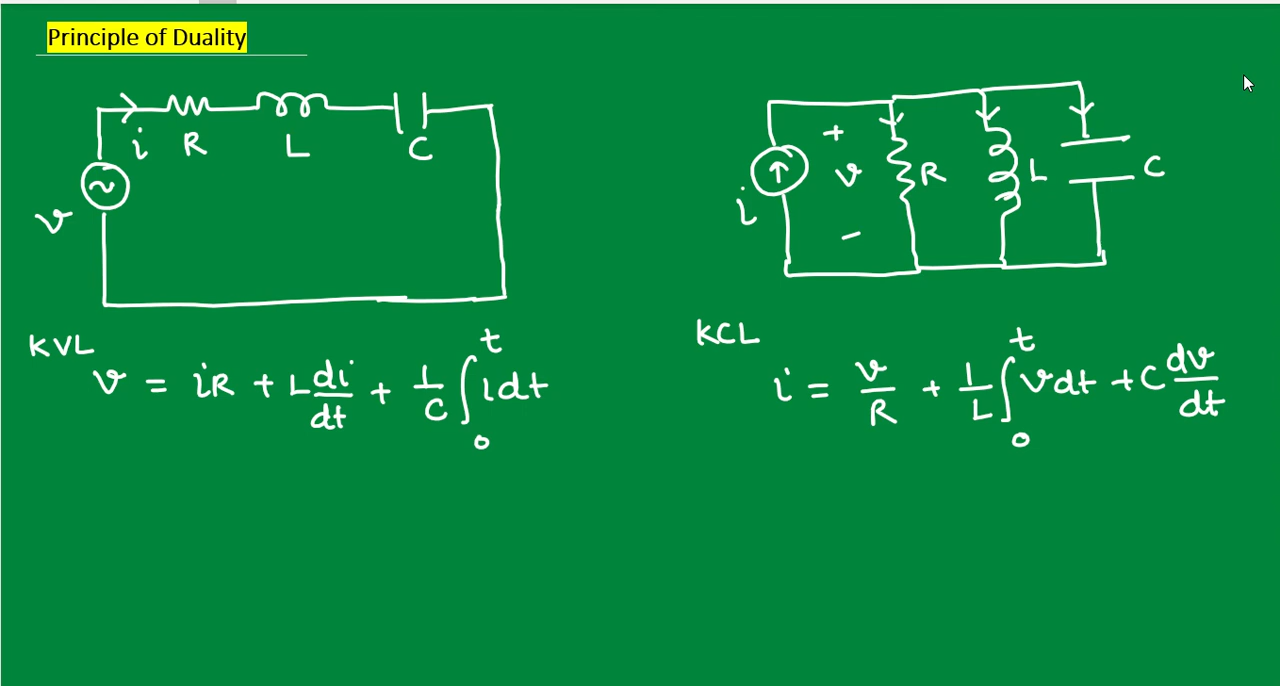 Principle of Duality
i R L C
v
+
v R L C
i
−
KVL
v = iR + L di/dt + 1/C ∫₀ᵗ i dt
KCL
i = v/R + 1/L ∫₀ᵗ v dt + C dv/dt